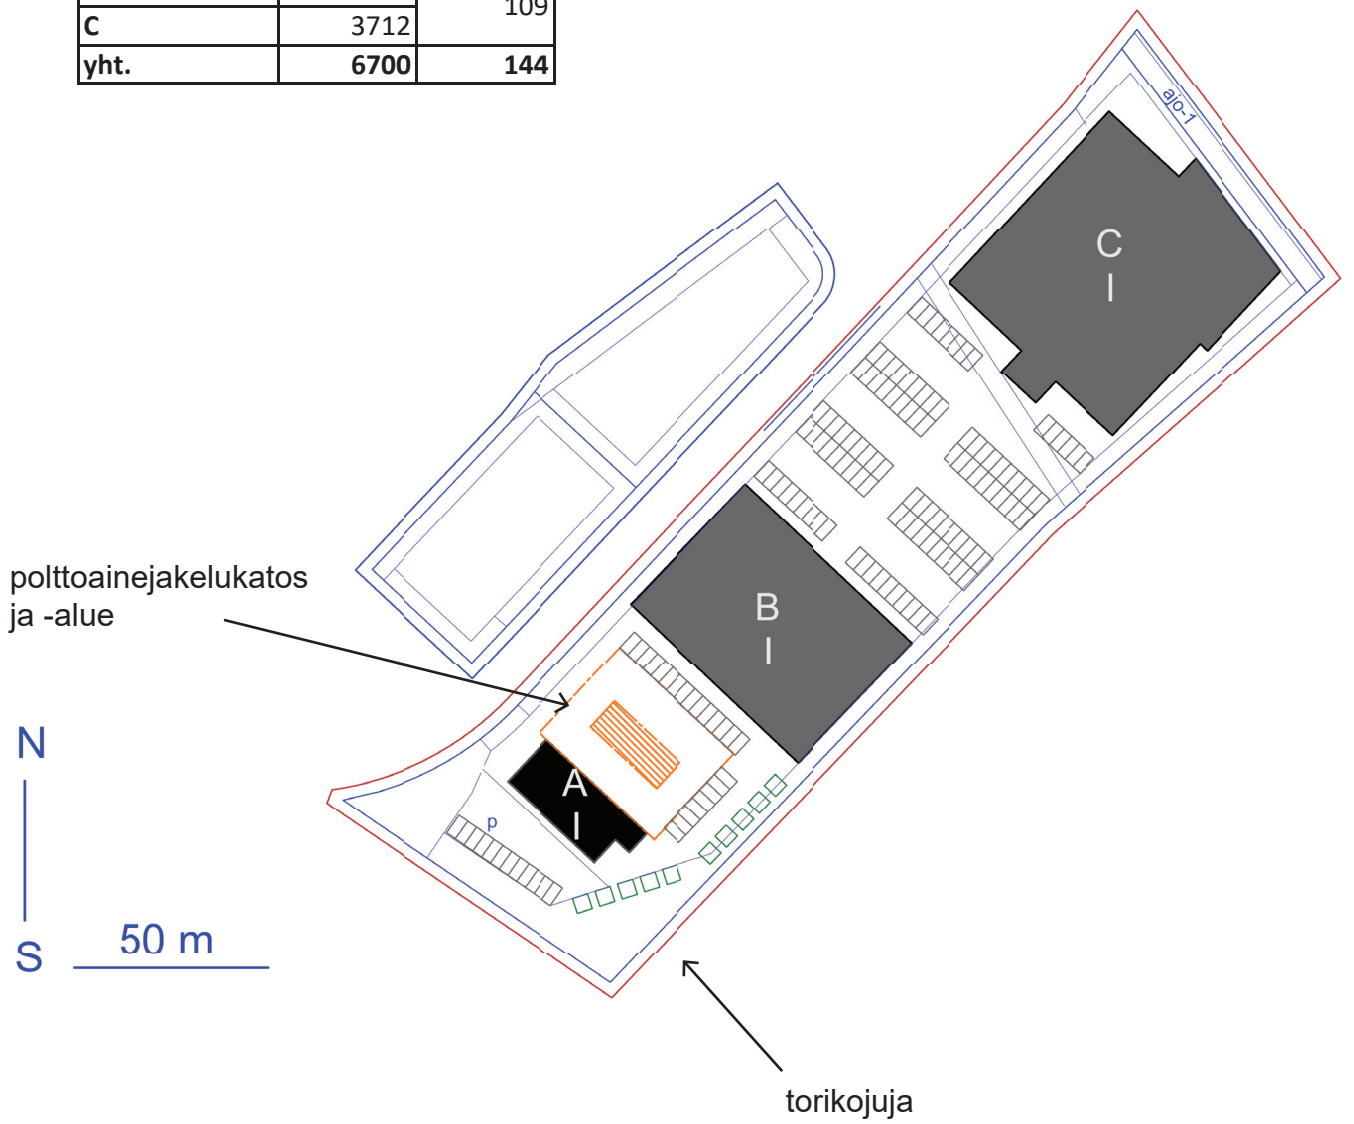 109
C 3712
yht. 6700 144
ajo-1
C
I
polttoainejakelukatos
ja -alue
B
I
N
A
I
p
50 m
S
torikojuja